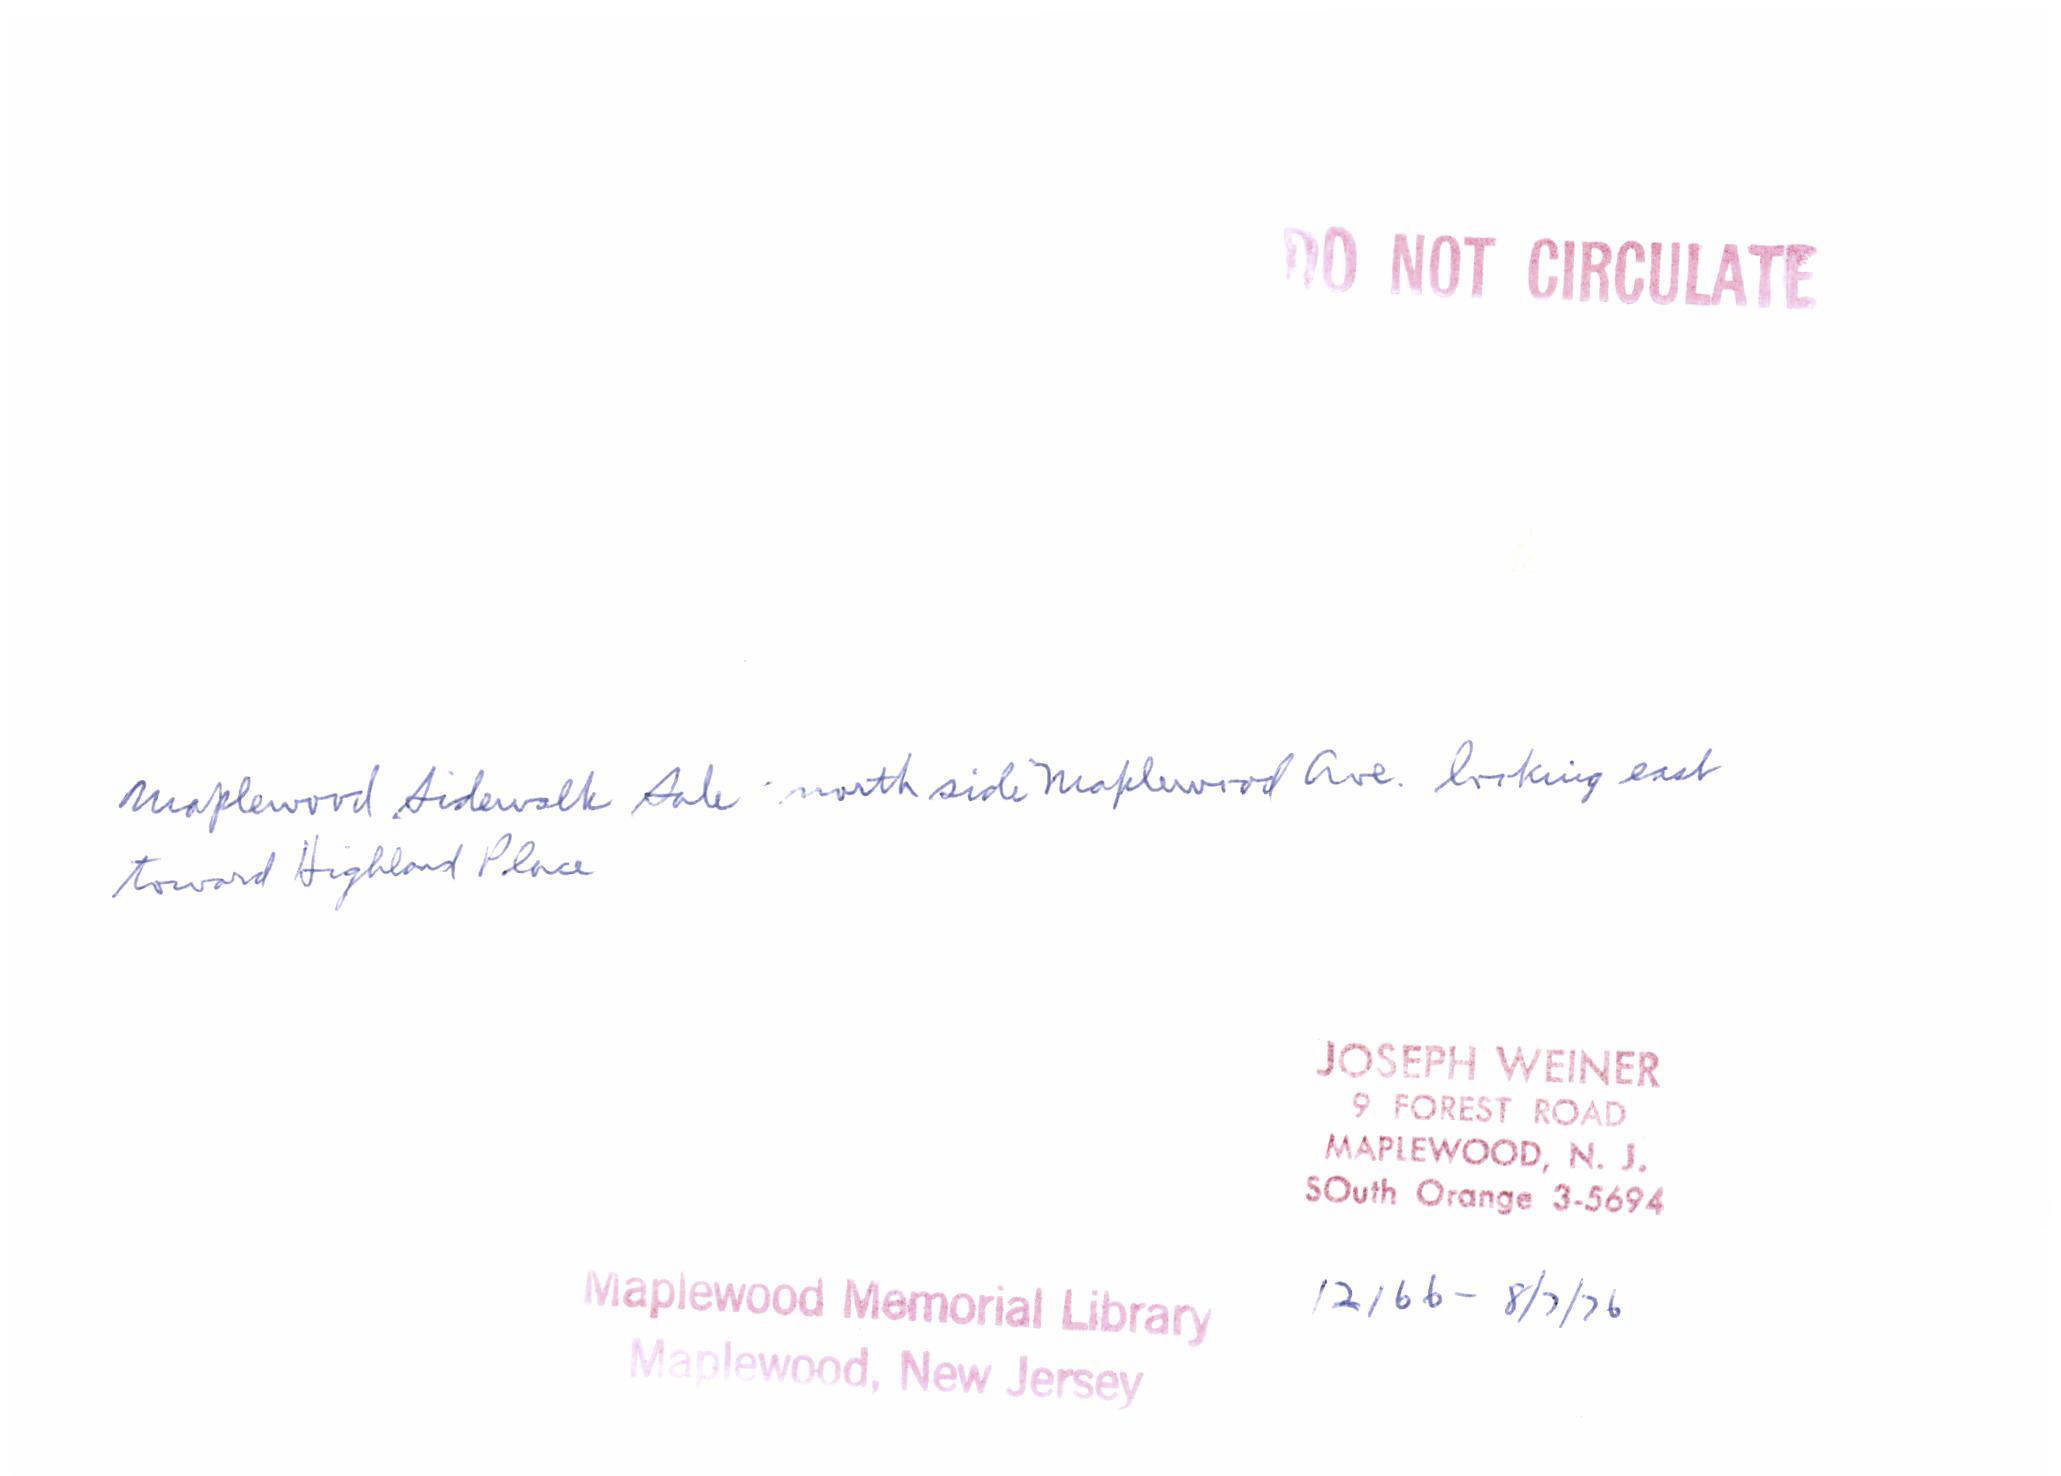 DO NOT CIRCULATE
Maplewood Sidewalk Sale - north side Maplewood Ave. looking east
toward Highland Place
JOSEPH WEINER
9 FOREST ROAD
MAPLEWOOD, N. J.
SOuth Orange 3-5694
12166 - 8/7/76
Maplewood Memorial Library
Maplewood, New Jersey